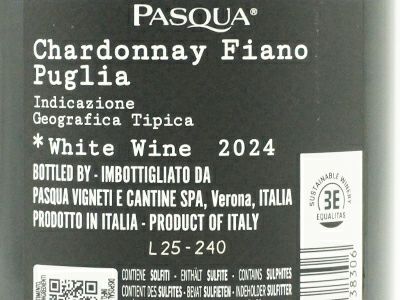 PASQUA®
Chardonnay Fiano
Puglia
Indicazione
Geografica Tipica
*White Wine 2024
BOTTLED BY - IMBOTTIGLIATO DA
PASQUA VIGNETI E CANTINE SPA, Verona, ITALIA
PRODOTTO IN ITALIA - PRODUCT OF ITALY
L25-240
SUSTAINABLE WINERY
3E
EQUALITAS
38306
CONTIENE SOLFITI - ENTHÄLT SULFITE - CONTAINS SULPHITES
CONTIENT DES SULFITES - BEVAT SULFIETEN - INDEHOLDER SULFITTER